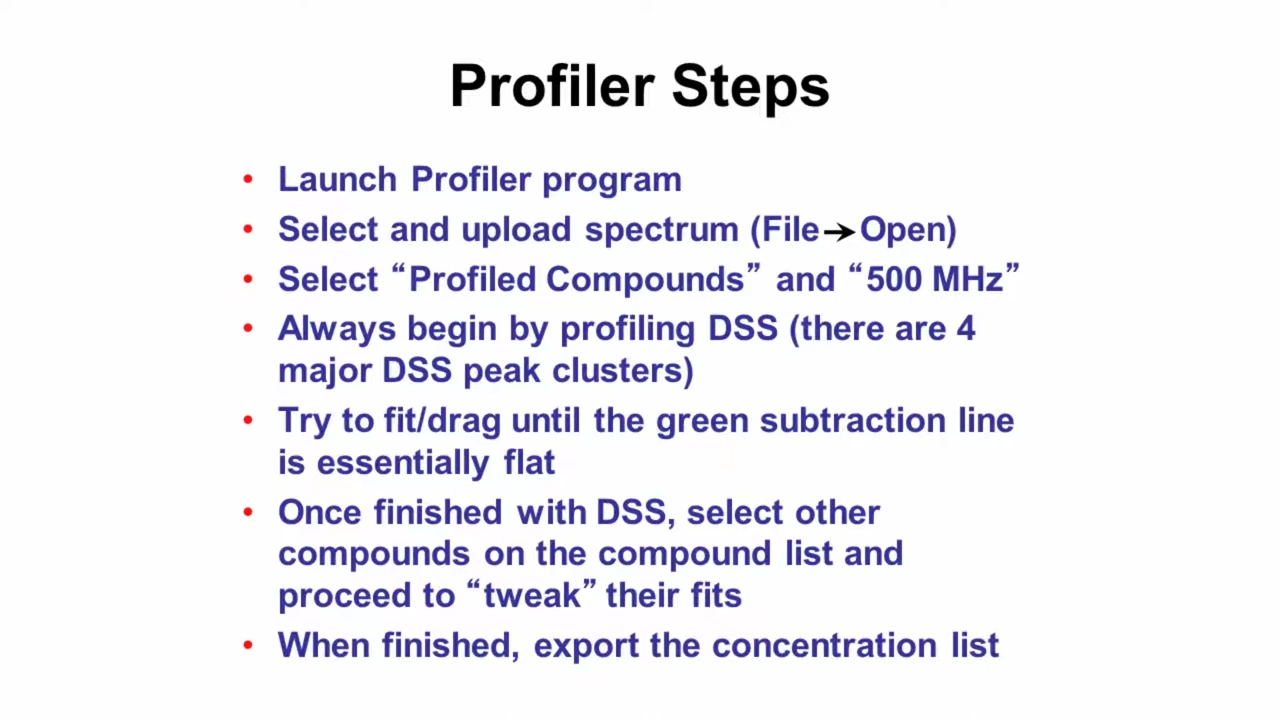 Profiler Steps
• Launch Profiler program
• Select and upload spectrum (File→Open)
• Select “Profiled Compounds” and “500 MHz”
• Always begin by profiling DSS (there are 4
major DSS peak clusters)
• Try to fit/drag until the green subtraction line
is essentially flat
• Once finished with DSS, select other
compounds on the compound list and
proceed to “tweak” their fits
• When finished, export the concentration list